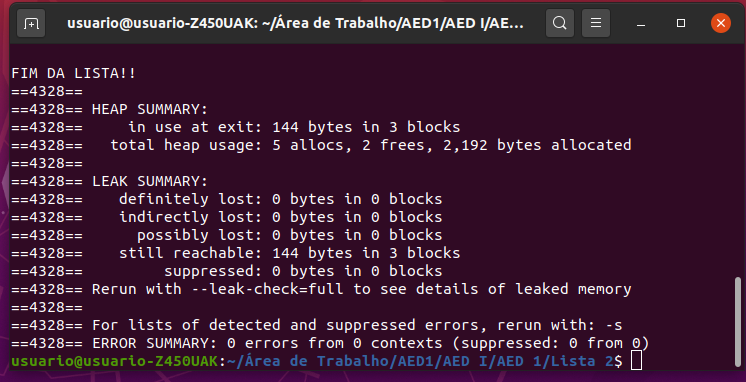 usuario@usuario-Z450UAK: ~/Área de Trabalho/AED1/AED I/AE...
FIM DA LISTA!!
==4328==
==4328== HEAP SUMMARY:
==4328==     in use at exit: 144 bytes in 3 blocks
==4328==   total heap usage: 5 allocs, 2 frees, 2,192 bytes allocated
==4328==
==4328== LEAK SUMMARY:
==4328==    definitely lost: 0 bytes in 0 blocks
==4328==    indirectly lost: 0 bytes in 0 blocks
==4328==      possibly lost: 0 bytes in 0 blocks
==4328==    still reachable: 144 bytes in 3 blocks
==4328==         suppressed: 0 bytes in 0 blocks
==4328== Rerun with --leak-check=full to see details of leaked memory
==4328==
==4328== For lists of detected and suppressed errors, rerun with: -s
==4328== ERROR SUMMARY: 0 errors from 0 contexts (suppressed: 0 from 0)
usuario@usuario-Z450UAK:~/Área de Trabalho/AED1/AED I/AED 1/Lista 2$